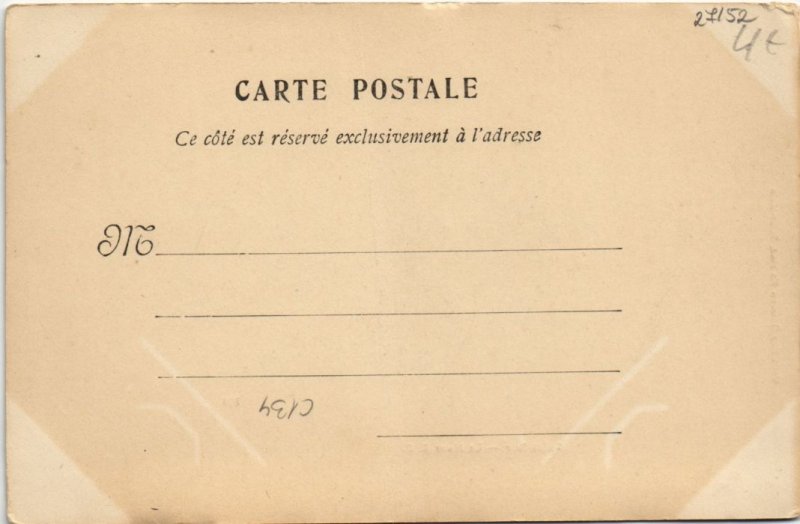 27152
4€
CARTE POSTALE
Ce côté est réservé exclusivement à l'adresse
M
C134